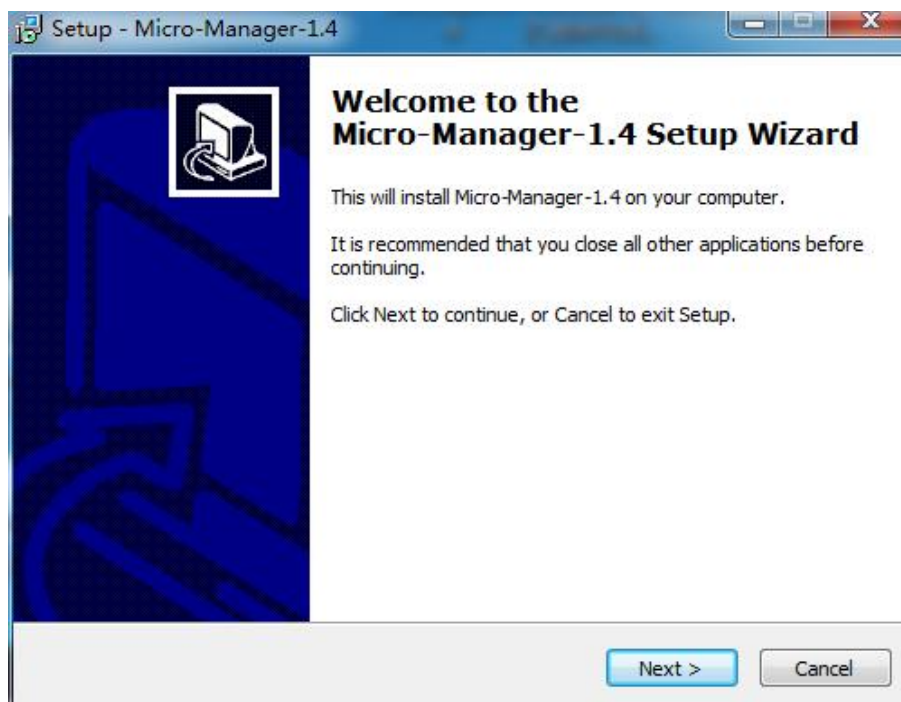 Setup - Micro-Manager-1.4
Welcome to the
Micro-Manager-1.4 Setup Wizard
This will install Micro-Manager-1.4 on your computer.
It is recommended that you close all other applications before
continuing.
Click Next to continue, or Cancel to exit Setup.
Next >
Cancel